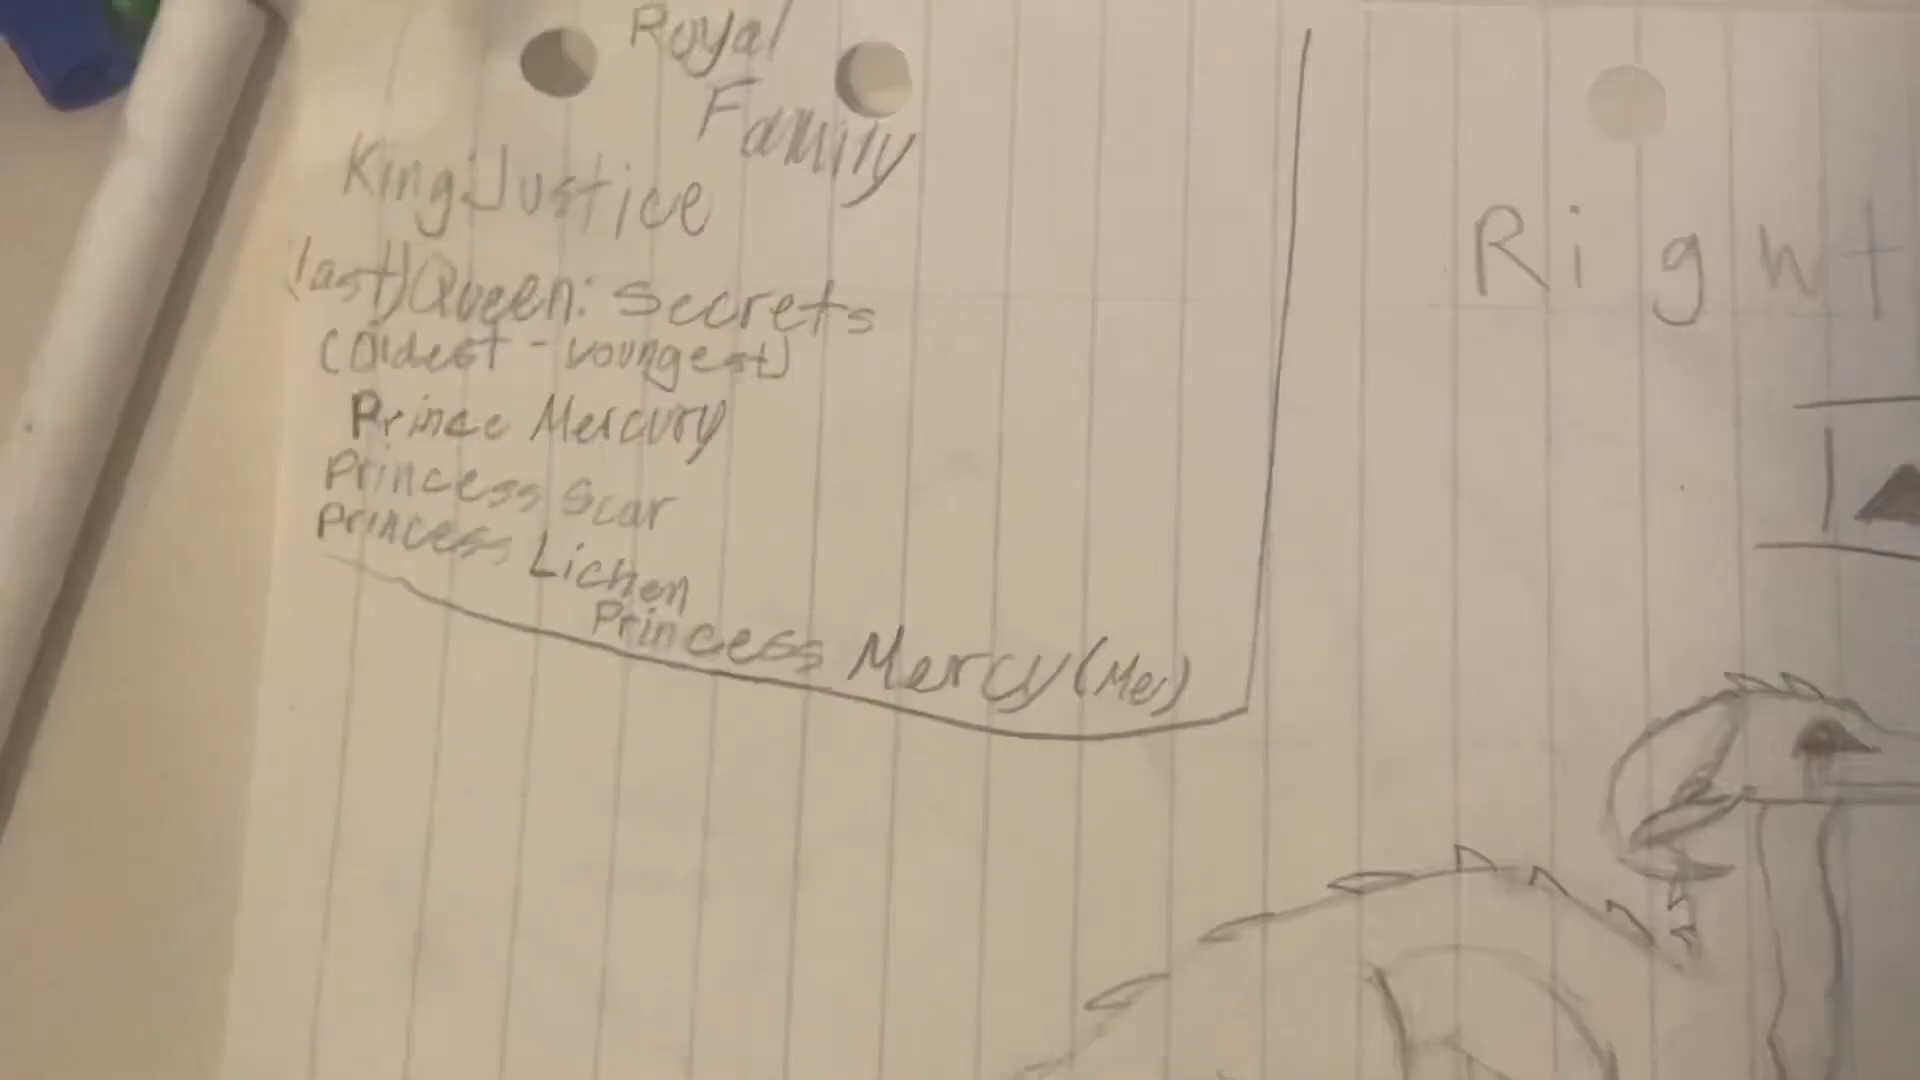 Royal
Family
King: Justice
(last) Queen: Secrets
(Oldest - youngest)
Prince Mercury
Princess Scar
Princess Lichen
Princess Mercy (Me)
Right